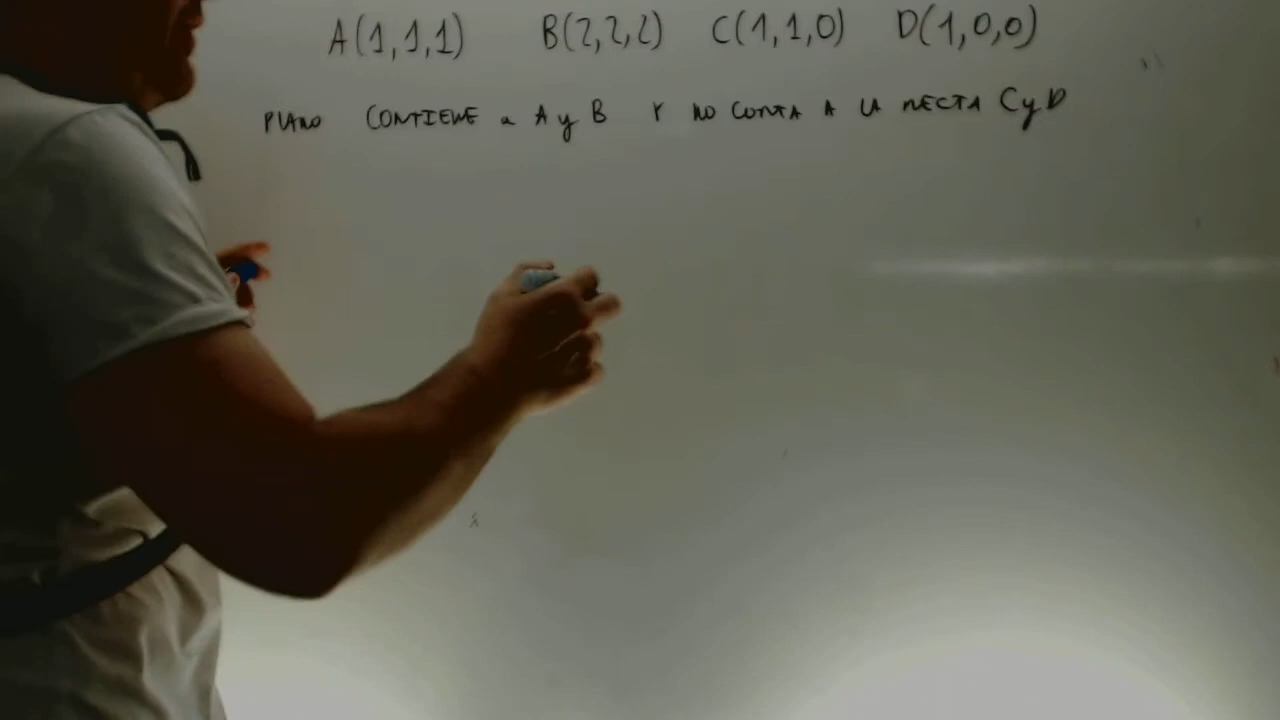 A(1,1,1) B(2,2,2) C(1,1,0) D(1,0,0)
PLANO CONTIENE a A y B Y NO CORTA A LA RECTA C y D